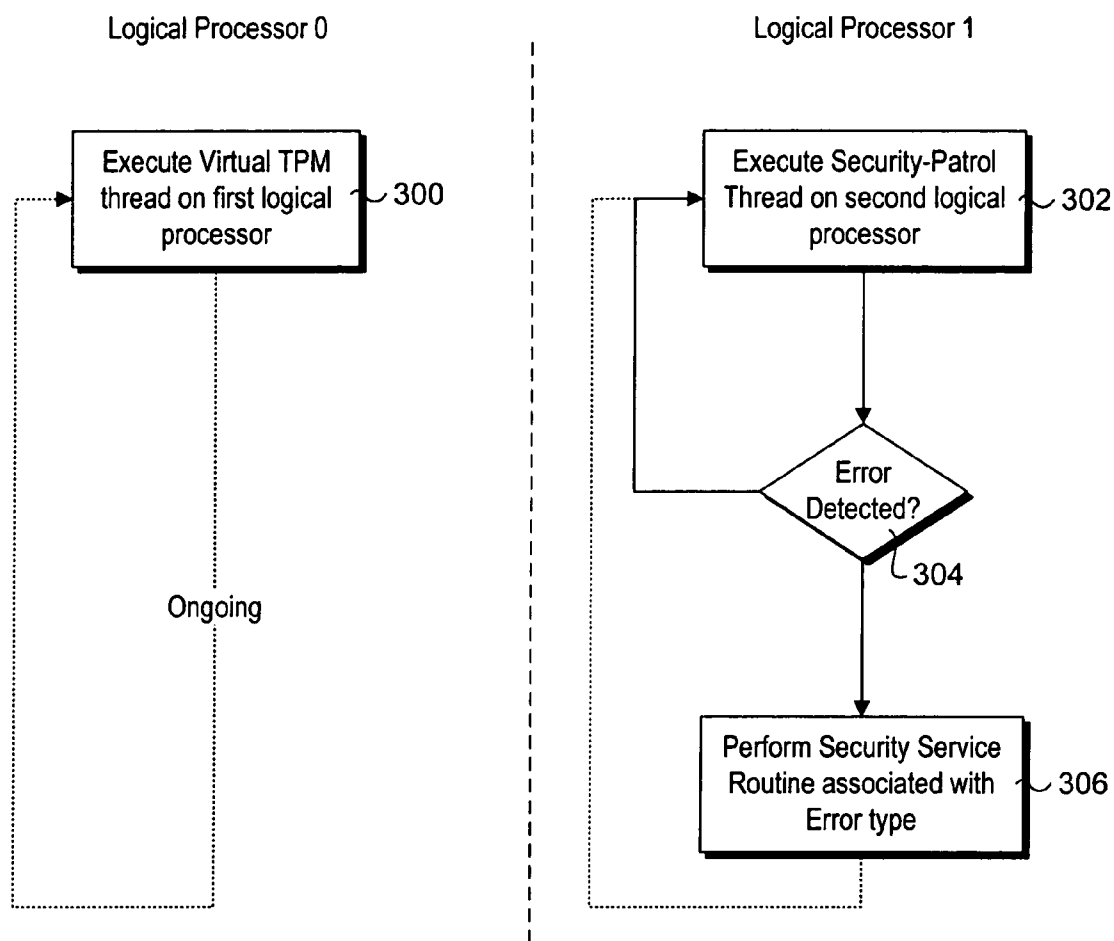 Logical Processor 0
Logical Processor 1
Execute Virtual TPM
thread on first logical
processor
300
Execute Security-Patrol
Thread on second logical
processor
302
Error
Detected?
304
Ongoing
Perform Security Service
Routine associated with
Error type
306